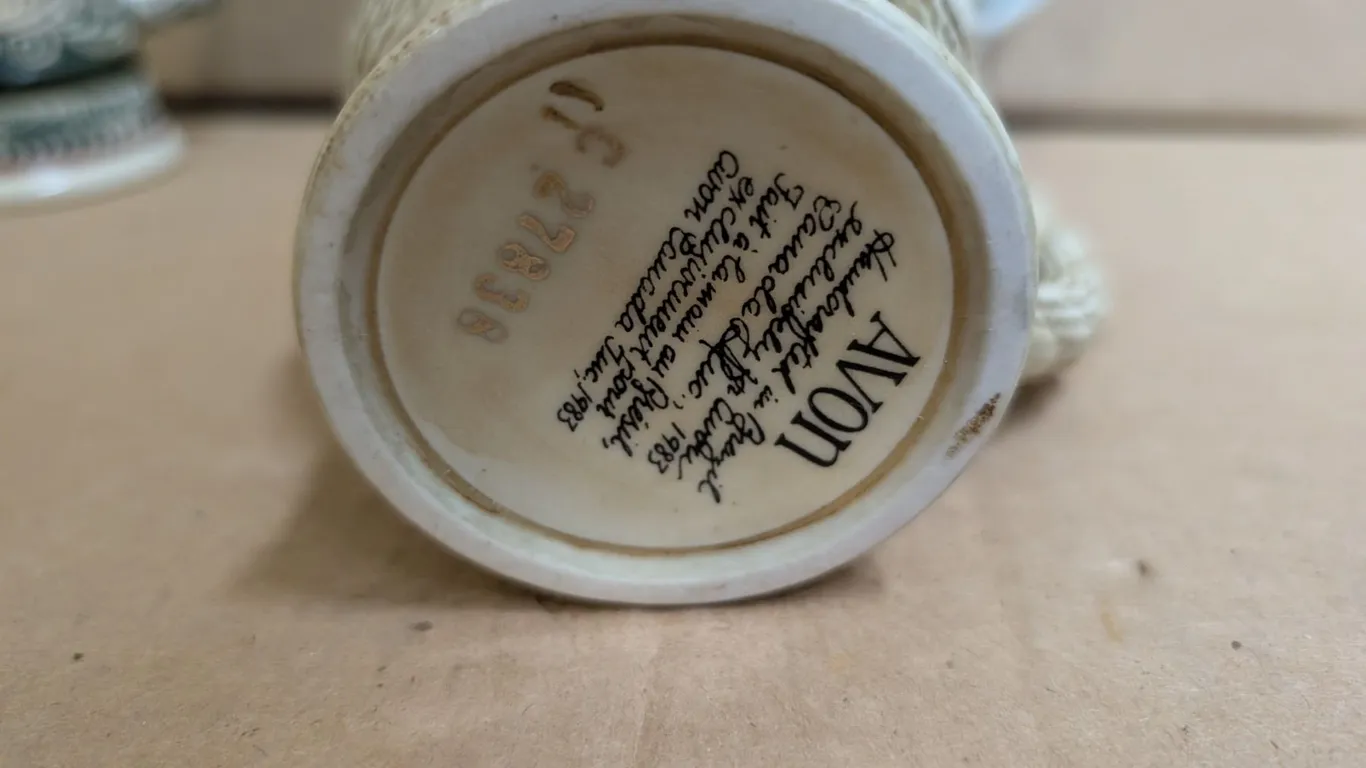 AVON
Handcrafted in Brazil
exclusively for Avon
Canada Inc., 1983
Fait à la main au Brésil,
exclusivement pour
Avon Canada Inc., 1983
27838